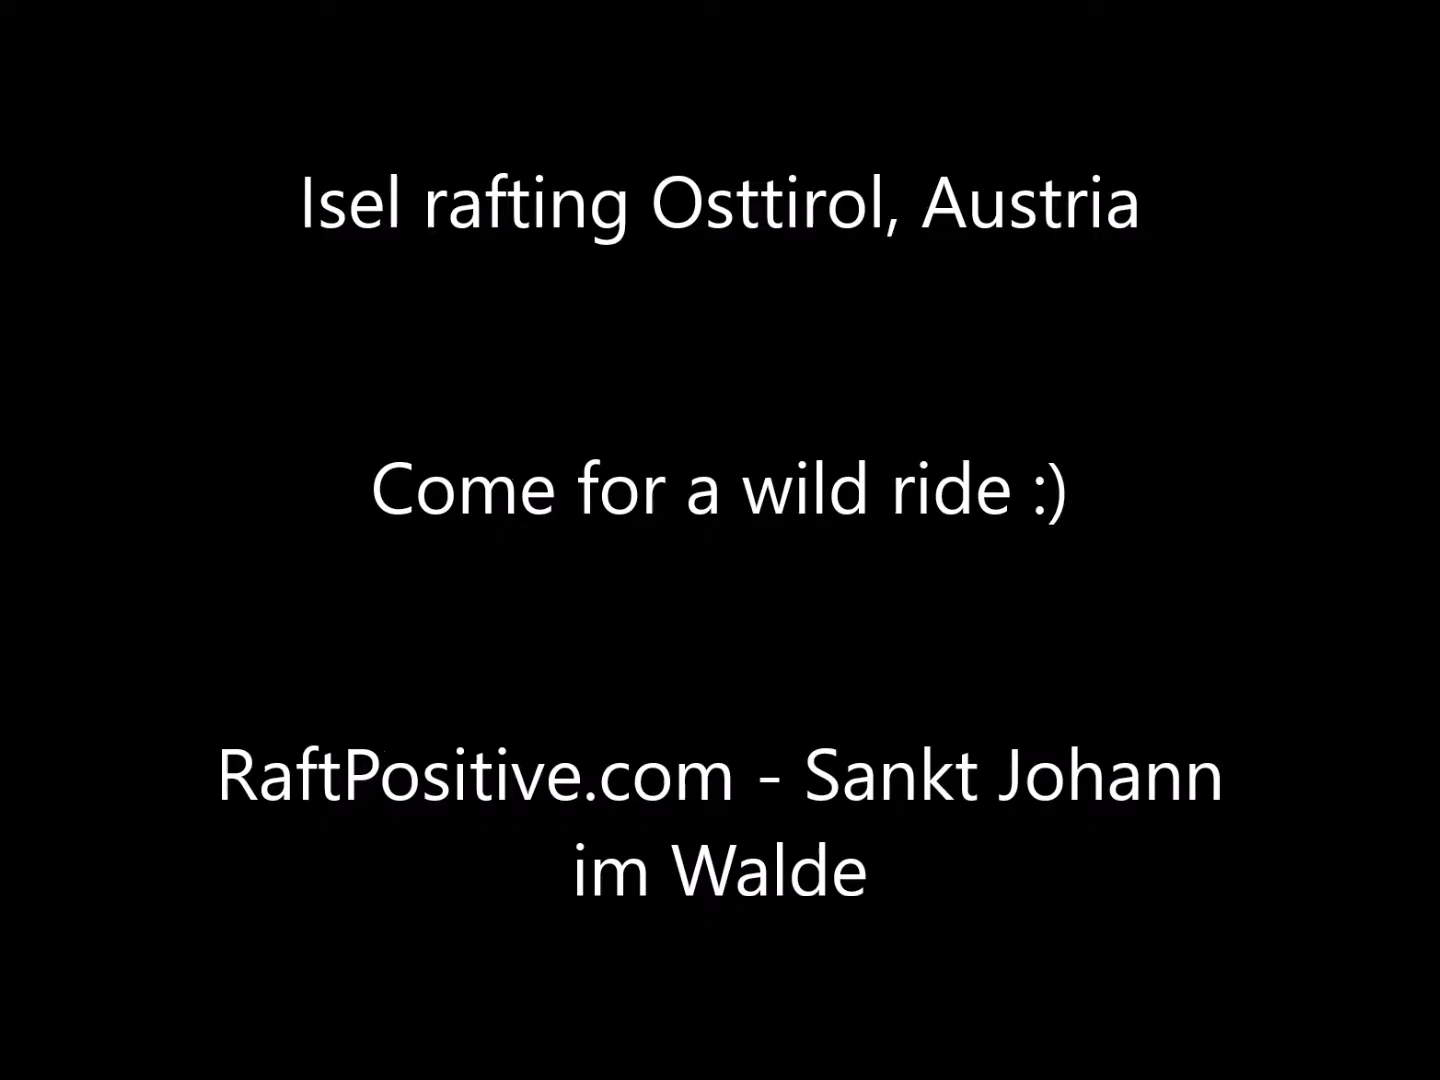 Isel rafting Osttirol, Austria
Come for a wild ride :)
RaftPositive.com - Sankt Johann
im Walde